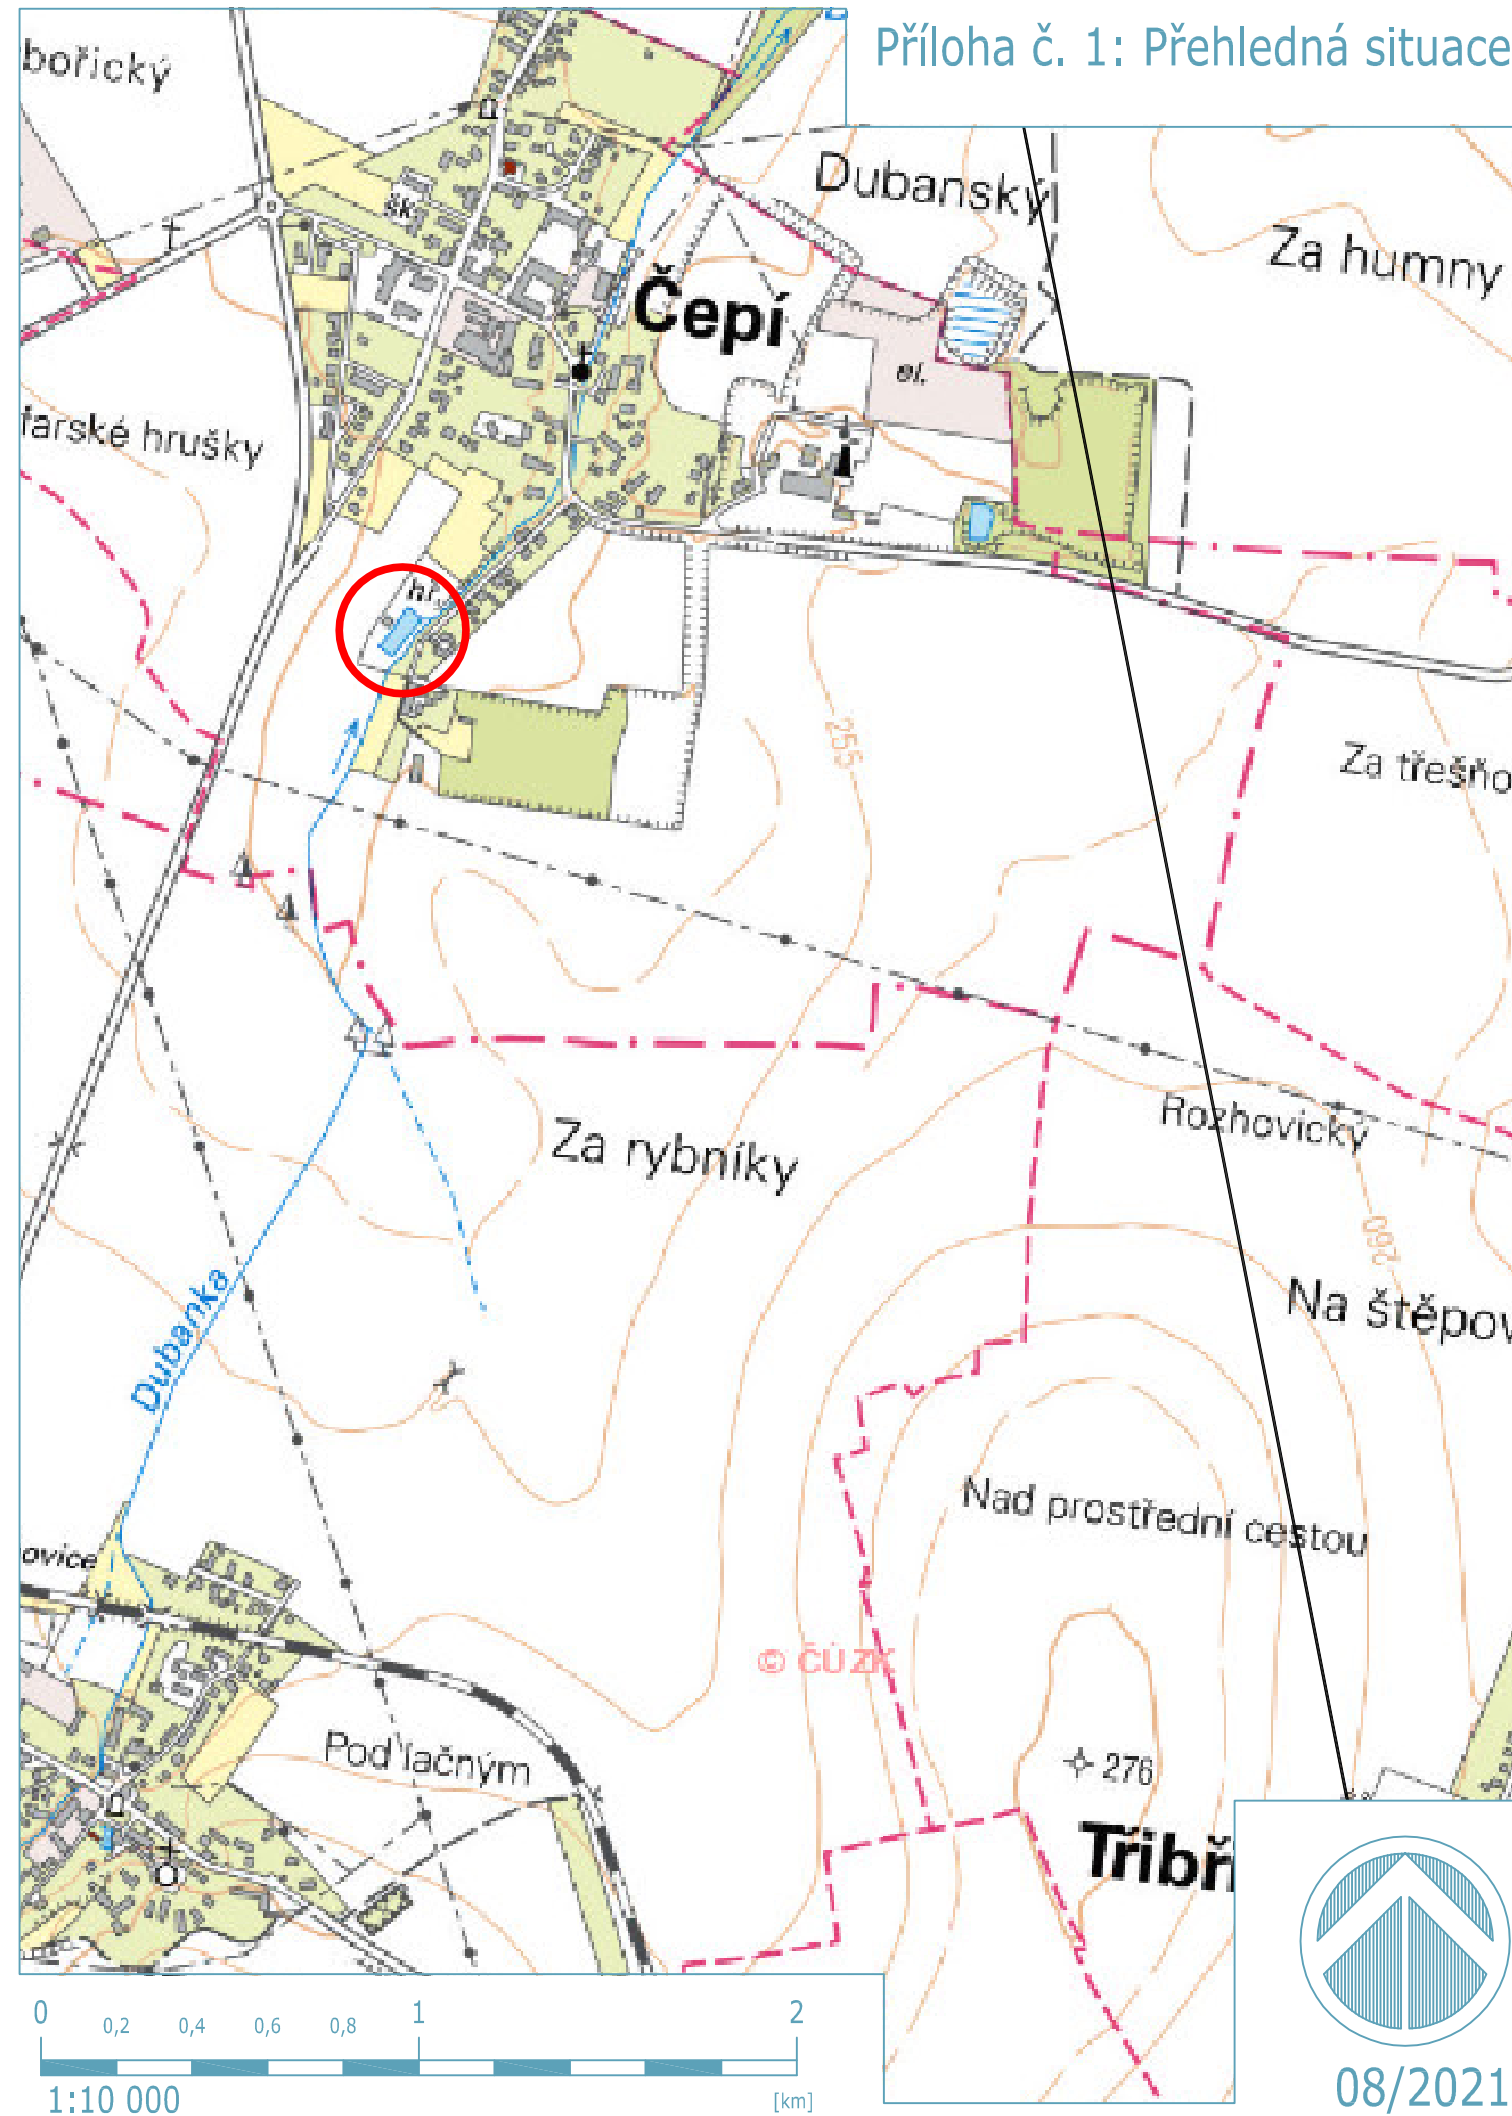 Příloha č. 1: Přehledná situace
bořický
Dubanský
šk.
Za humny
Čepí
el.
farské hrušky
hř.
255
Za třešňo
Rozhovický
Za rybníky
260
Dubanka
Na štěpov
Nad prostřední cestou
ovice
© ČÚZK
Pod lačným
276
Třibř
0
0,2
0,4
0,6
0,8
1
2
1:10 000
[km]
08/2021